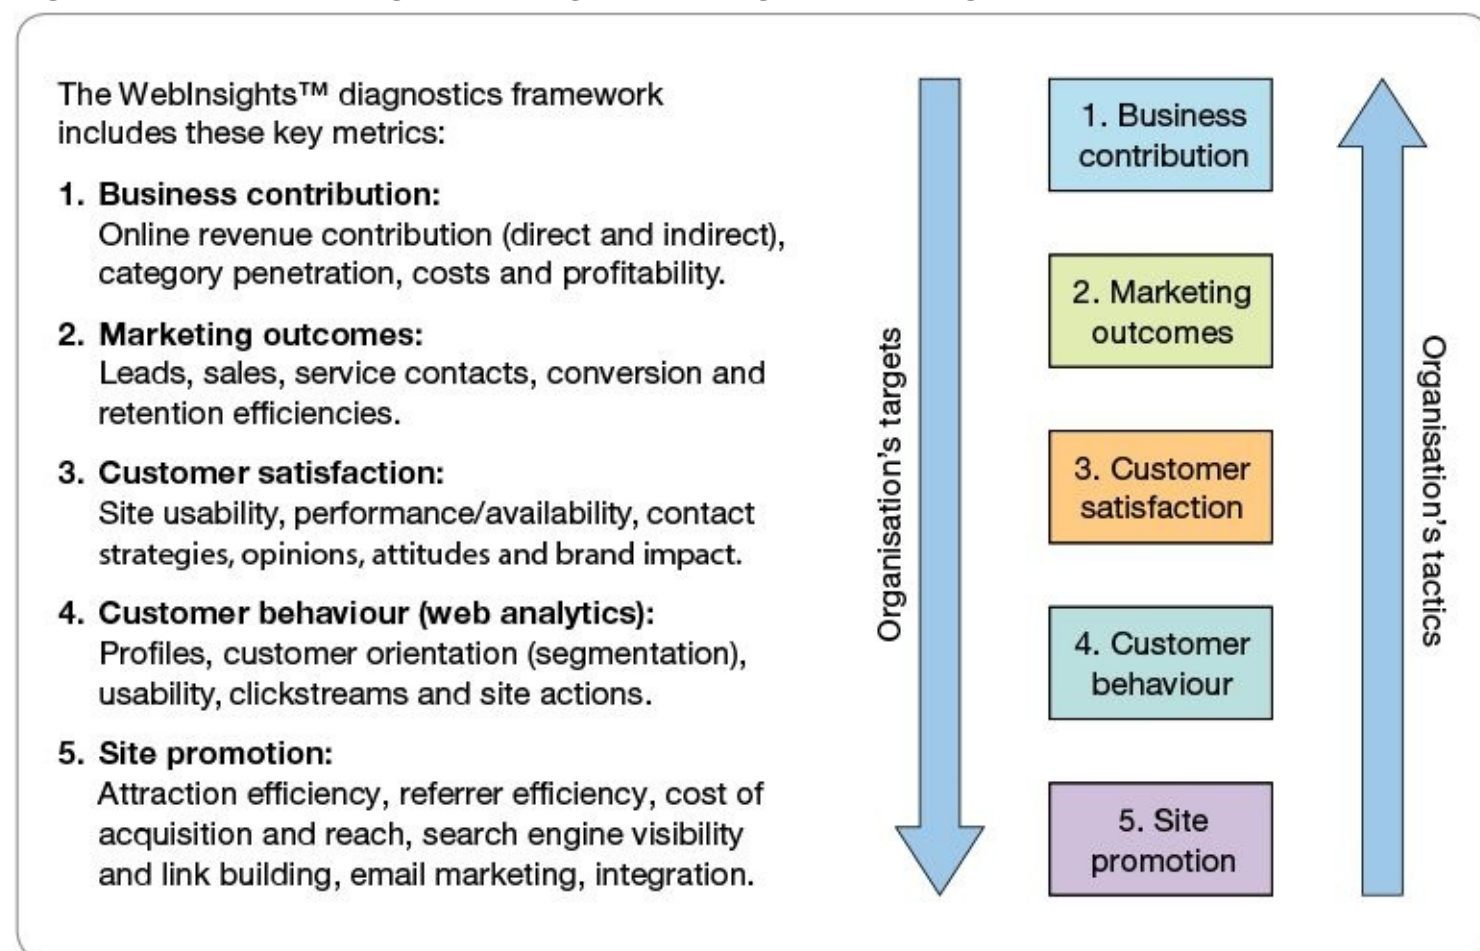 The WebInsights™ diagnostics framework
includes these key metrics:
1. Business contribution:
Online revenue contribution (direct and indirect),
category penetration, costs and profitability.
2. Marketing outcomes:
Leads, sales, service contacts, conversion and
retention efficiencies.
3. Customer satisfaction:
Site usability, performance/availability, contact
strategies, opinions, attitudes and brand impact.
4. Customer behaviour (web analytics):
Profiles, customer orientation (segmentation),
usability, clickstreams and site actions.
5. Site promotion:
Attraction efficiency, referrer efficiency, cost of
acquisition and reach, search engine visibility
and link building, email marketing, integration.
Organisation's targets
1. Business
contribution
2. Marketing
outcomes
3. Customer
satisfaction
4. Customer
behaviour
5. Site
promotion
Organisation's tactics